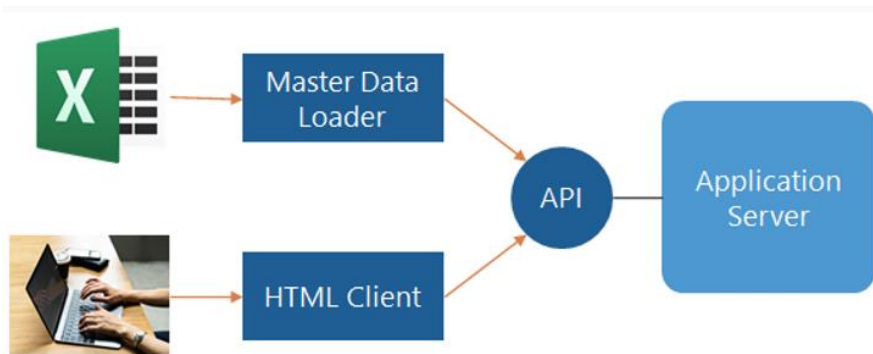 X
Master Data
Loader
API
Application
Server
HTML Client